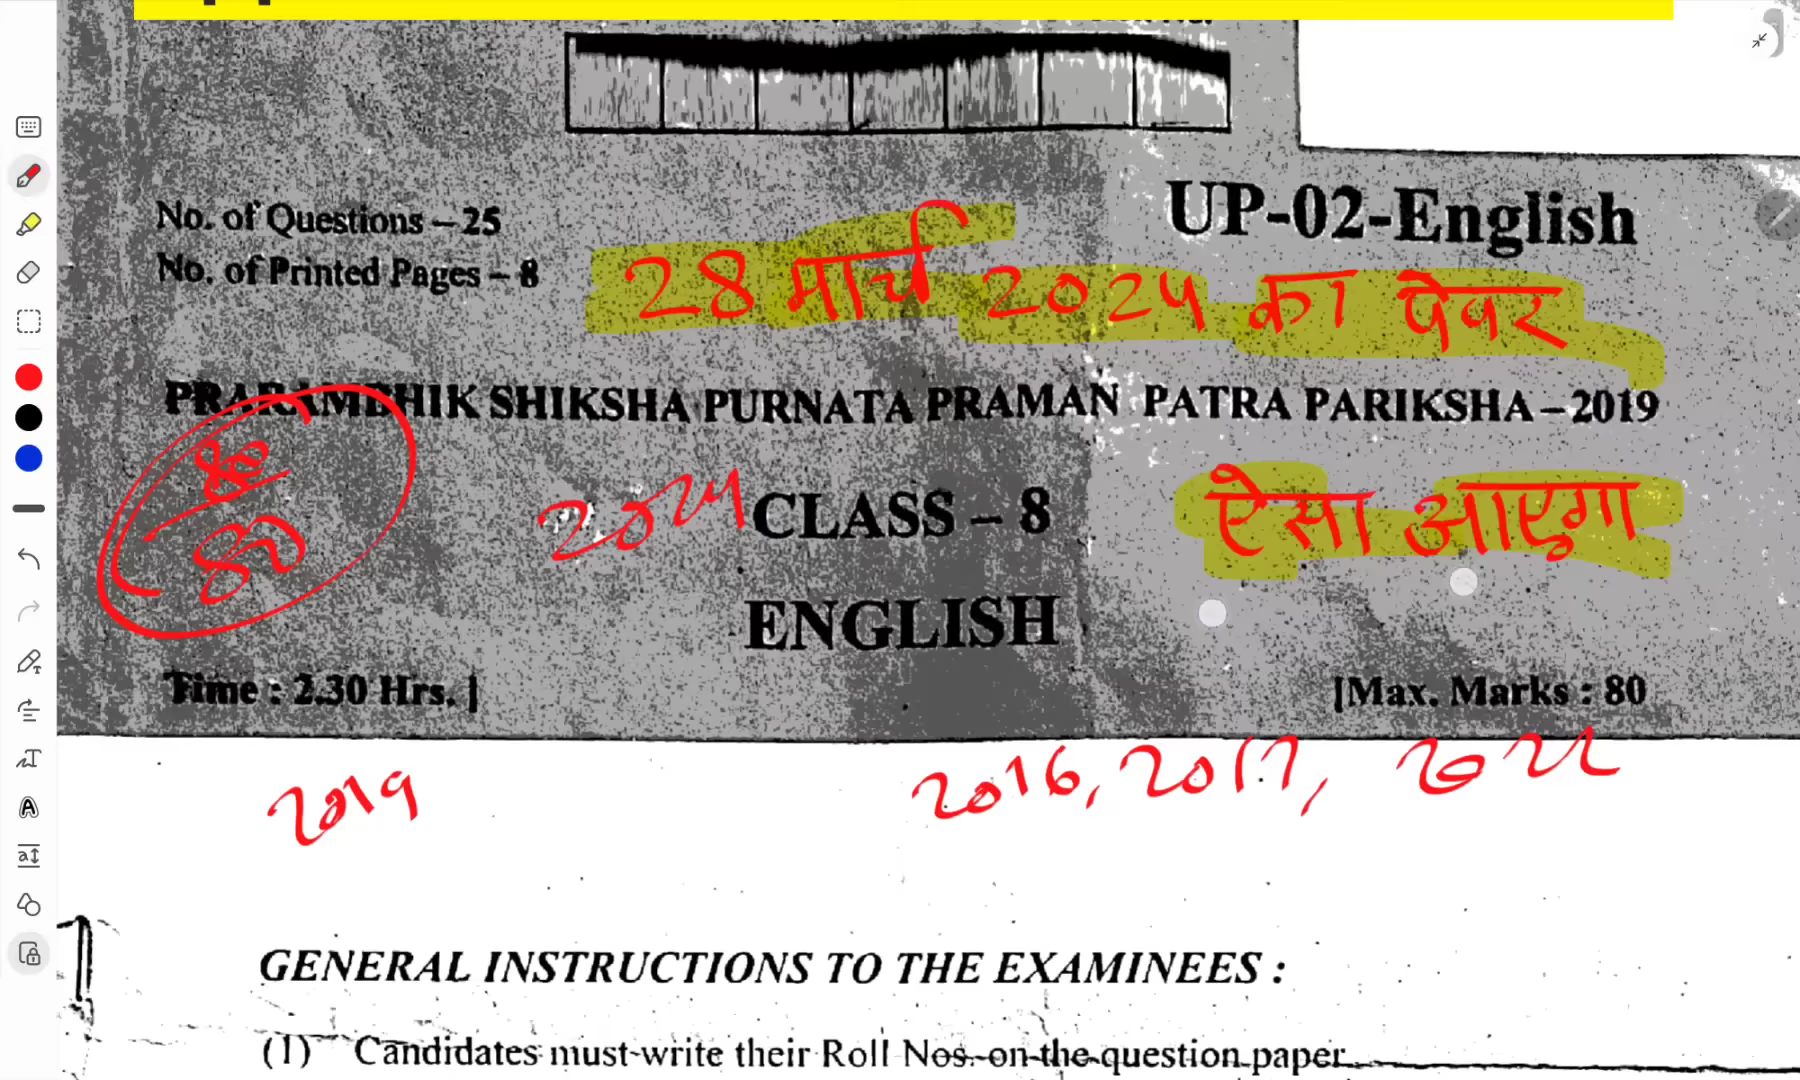 No. of Questions – 25
UP-02-English
No. of Printed Pages – 8
28 मार्च 2024 का पेपर
PRARAMBHIK SHIKSHA PURNATA PRAMAN PATRA PARIKSHA – 2019
80
80
2024
CLASS – 8
ऐसा आएगा
ENGLISH
Time : 2.30 Hrs. ]
[Max. Marks : 80
2019
2016, 2017, 2022
GENERAL INSTRUCTIONS TO THE EXAMINEES :
(1) Candidates must write their Roll Nos. on the question paper